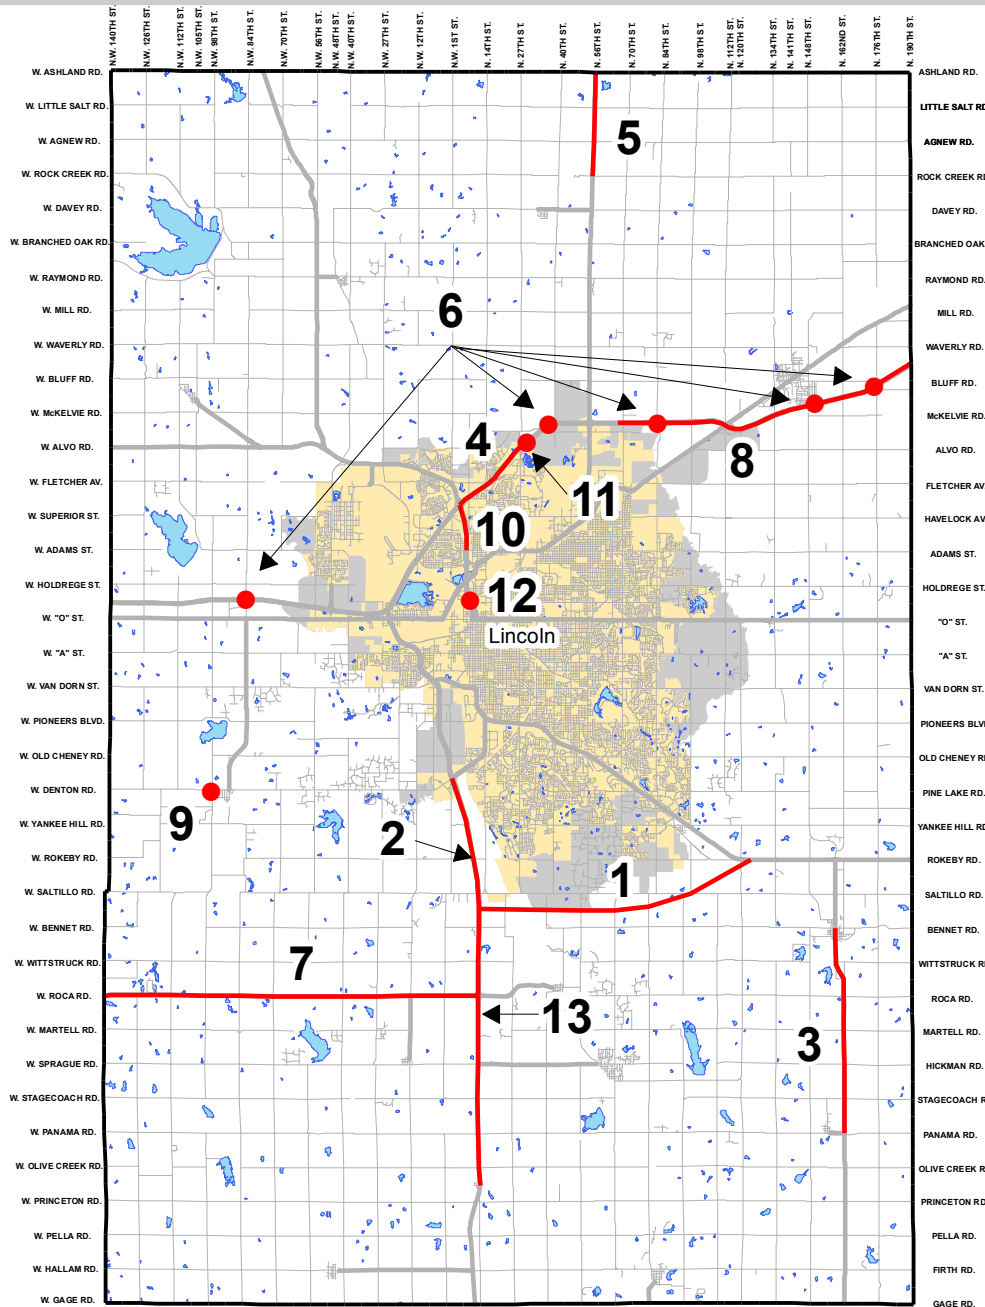 N.W. 140TH ST.
N.W. 126TH ST.
N.W. 112TH ST.
N.W. 105TH ST.
N.W. 98TH ST.
N.W. 84TH ST.
N.W. 70TH ST.
N.W. 56TH ST.
N.W. 48TH ST.
N.W. 40TH ST.
N.W. 27TH ST.
N.W. 12TH ST.
N.W. 1ST ST.
N. 14TH ST.
N. 27TH ST.
N. 40TH ST.
N. 56TH ST.
N. 70TH ST.
N. 84TH ST.
N. 98TH ST.
N. 112TH ST.
N. 120TH ST.
N. 134TH ST.
N. 141TH ST.
N. 148TH ST.
N. 162ND ST.
N. 176TH ST.
N. 190TH ST.
W. ASHLAND RD.
W. LITTLE SALT RD.
W. AGNEW RD.
W. ROCK CREEK RD.
W. DAVEY RD.
W. BRANCHED OAK RD.
W. RAYMOND RD.
W. MILL RD.
W. WAVERLY RD.
W. BLUFF RD.
W. McKELVIE RD.
W. ALVO RD.
W. FLETCHER AV.
W. SUPERIOR ST.
W. ADAMS ST.
W. HOLDREGE ST.
W. "O" ST.
W. "A" ST.
W. VAN DORN ST.
W. PIONEERS BLVD.
W. OLD CHENEY RD.
W. DENTON RD.
W. YANKEE HILL RD.
W. ROKEBY RD.
W. SALTILLO RD.
W. BENNET RD.
W. WITTSTRUCK RD.
W. ROCA RD.
W. MARTELL RD.
W. SPRAGUE RD.
W. STAGECOACH RD.
W. PANAMA RD.
W. OLIVE CREEK RD.
W. PRINCETON RD.
W. PELLA RD.
W. HALLAM RD.
W. GAGE RD.
5
6
4
8
11
10
12
Lincoln
9
2
1
7
13
3
ASHLAND RD.
LITTLE SALT RD
AGNEW RD.
ROCK CREEK RD
DAVEY RD.
BRANCHED OAK
RAYMOND RD.
MILL RD.
WAVERLY RD.
BLUFF RD.
McKELVIE RD.
ALVO RD.
FLETCHER AV.
HAVELOCK AV
ADAMS ST.
HOLDREGE ST.
"O" ST.
"A" ST.
VAN DORN ST.
PIONEERS BLV
OLD CHENEY RD
PINE LAKE RD.
YANKEE HILL RD
ROKEBY RD.
SALTILLO RD.
BENNET RD.
WITTSTRUCK RD
ROCA RD.
MARTELL RD.
HICKMAN RD.
STAGECOACH R
PANAMA RD.
OLIVE CREEK R
PRINCETON RD.
PELLA RD.
FIRTH RD.
GAGE RD.